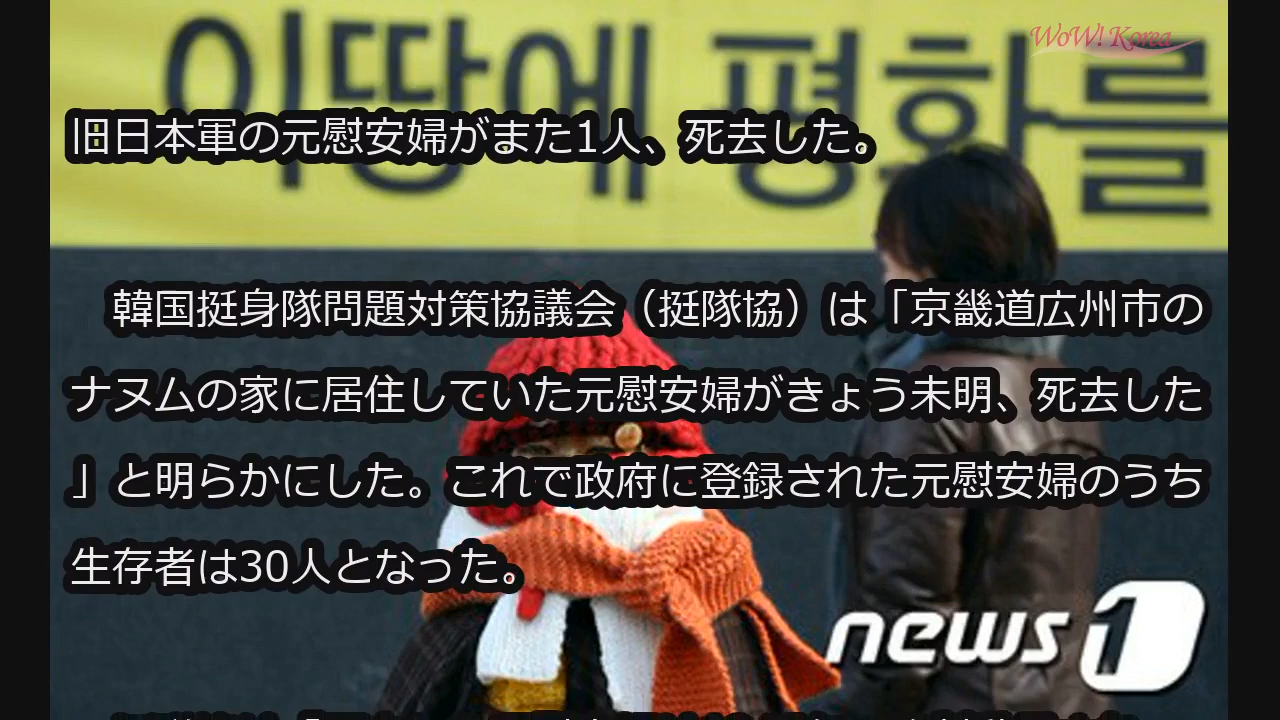 WoW! Korea
이땅에 평화를
旧日本軍の元慰安婦がまた1人、死去した。
韓国挺身隊問題対策協議会（挺隊協）は「京畿道広州市の
ナヌムの家に居住していた元慰安婦がきょう未明、死去した
」と明らかにした。これで政府に登録された元慰安婦のうち
生存者は30人となった。
news1